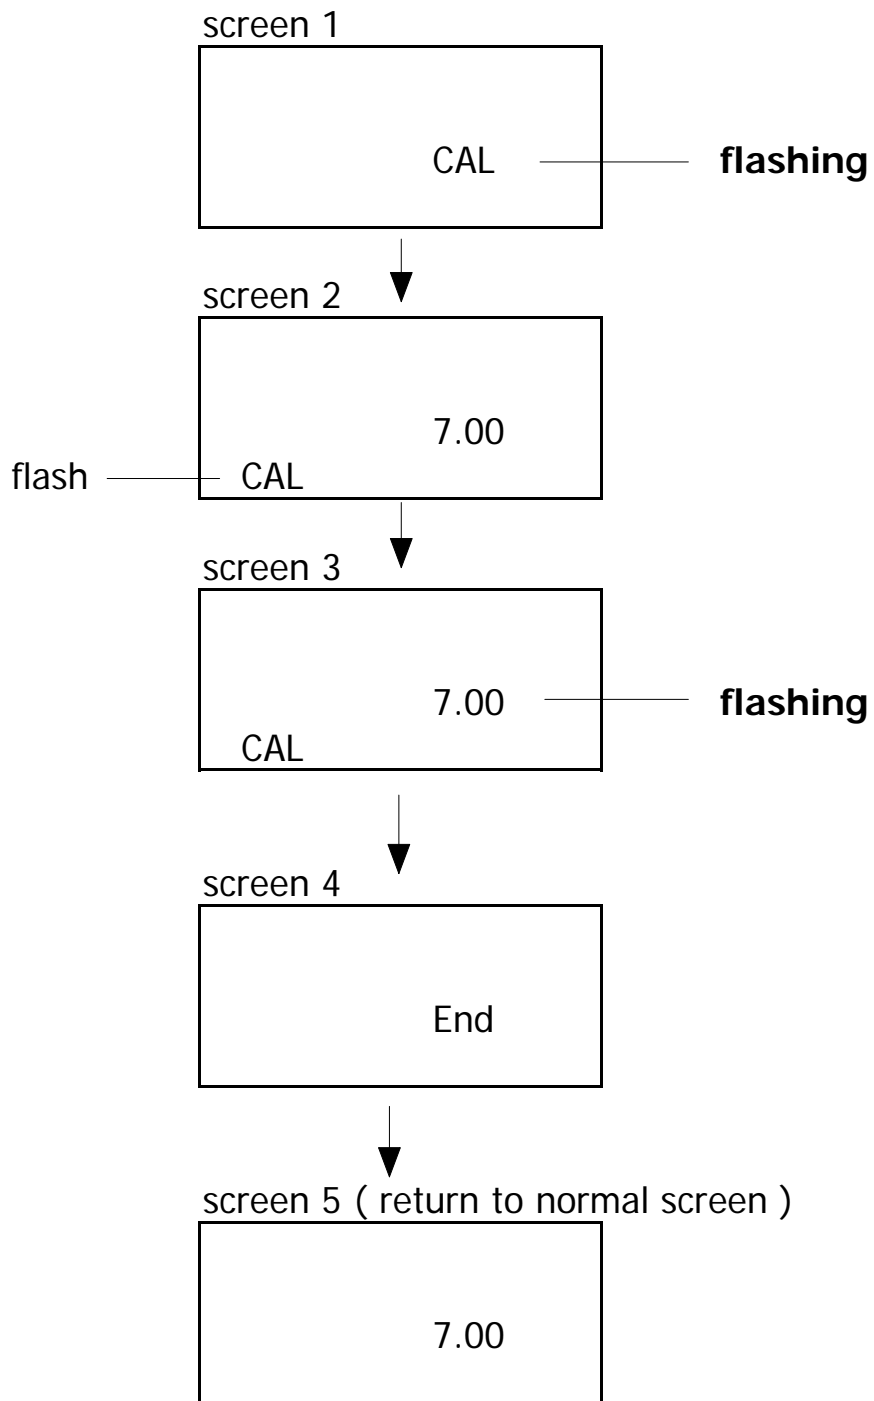 screen 1
CAL flashing
screen 2
7.00
flash CAL
screen 3
7.00 flashing
CAL
screen 4
End
screen 5 ( return to normal screen )
7.00